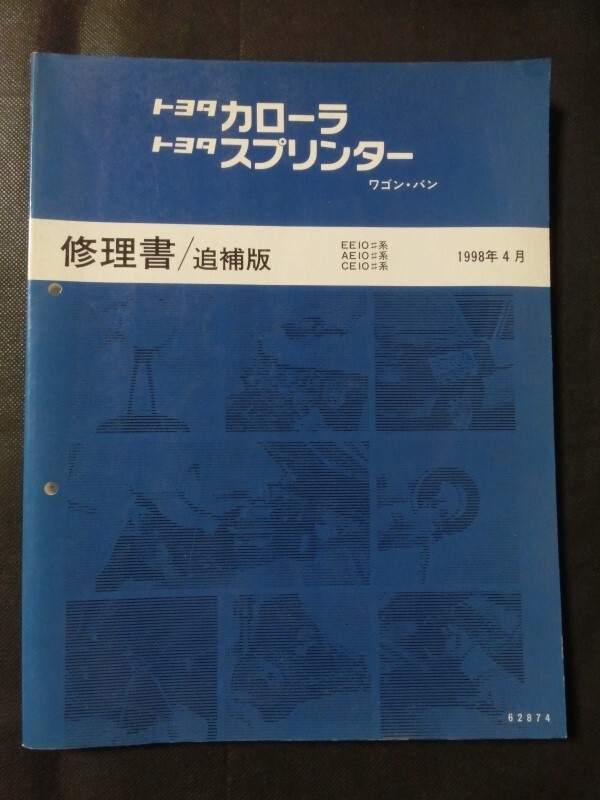 トヨタ カローラ
トヨタ スプリンター
ワゴン・バン
修理書/追補版
EE10#系
AE10#系
CE10#系
1998年4月
62874